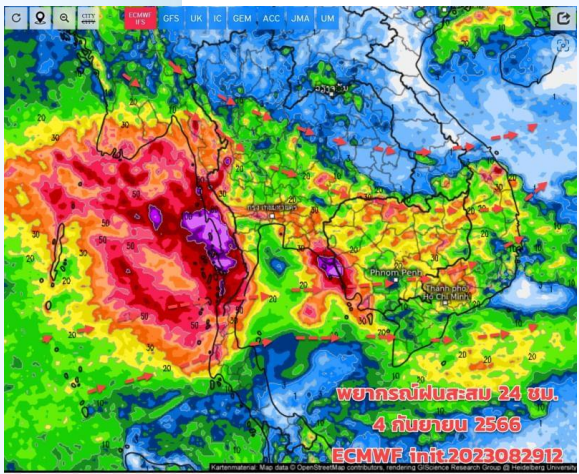 CITY
CITY
ECMWF
IFS
GFS UK IC GEM ACC JMA UM
Phnom Penh
Thành phố
Hồ Chí Minh
พยากรณ์ฝนสะสม 24 ชม.
4 กันยายน 2566
ECMWF init.2023082912
Kartenmaterial: Map data © OpenStreetMap contributors, rendering GIScience Research Group @ Heidelberg University